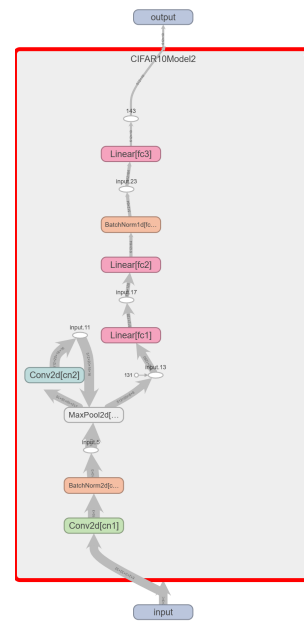 output
CIFAR10Model2
143
Linear[fc3]
input.23
BatchNorm1d[fc...
Linear[fc2]
input.17
Linear[fc1]
input.11
Conv2d[cn2]
131
input.13
MaxPool2d[...
input.5
BatchNorm2d[c...
Conv2d[cn1]
input